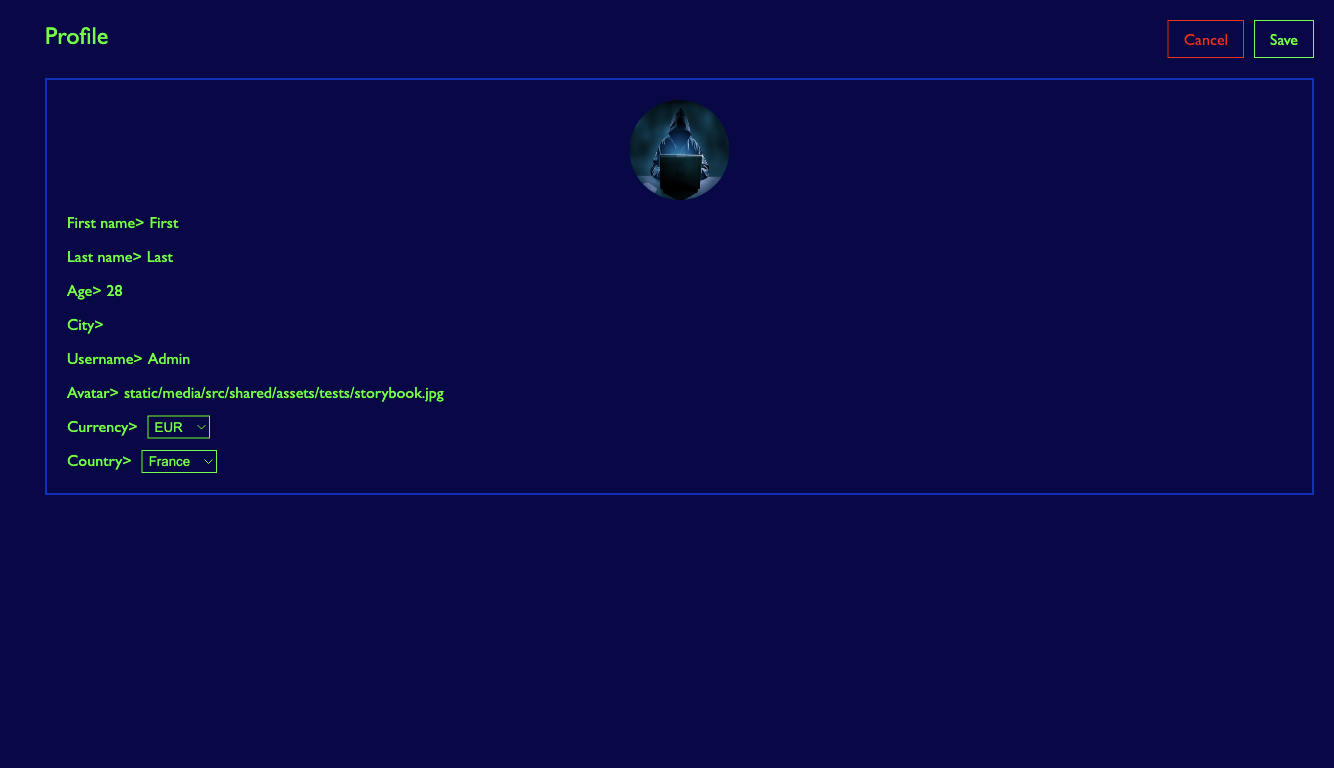 Profile
Cancel
Save
First name> First
Last name> Last
Age> 28
City>
Username> Admin
Avatar> static/media/src/shared/assets/tests/storybook.jpg
Currency> EUR
Country> France